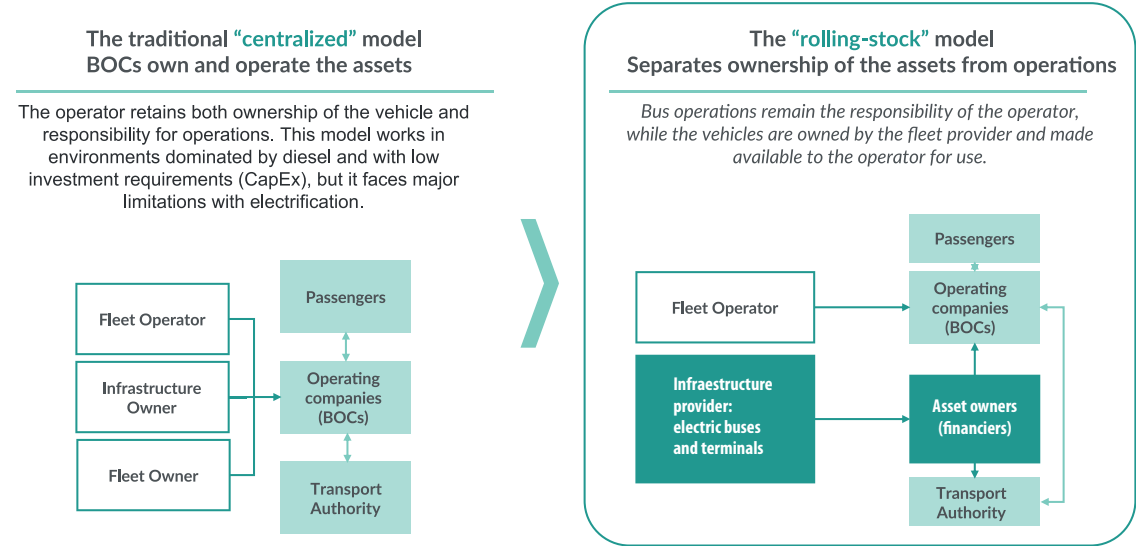 The traditional “centralized” model
BOCs own and operate the assets
The operator retains both ownership of the vehicle and
responsibility for operations. This model works in
environments dominated by diesel and with low
investment requirements (CapEx), but it faces major
limitations with electrification.
Fleet Operator
Infrastructure
Owner
Fleet Owner
Passengers
Operating
companies
(BOCs)
Transport
Authority
The “rolling-stock” model
Separates ownership of the assets from operations
Bus operations remain the responsibility of the operator,
while the vehicles are owned by the fleet provider and made
available to the operator for use.
Fleet Operator
Infraestructure
provider:
electric buses
and terminals
Passengers
Operating
companies
(BOCs)
Asset owners
(financiers)
Transport
Authority